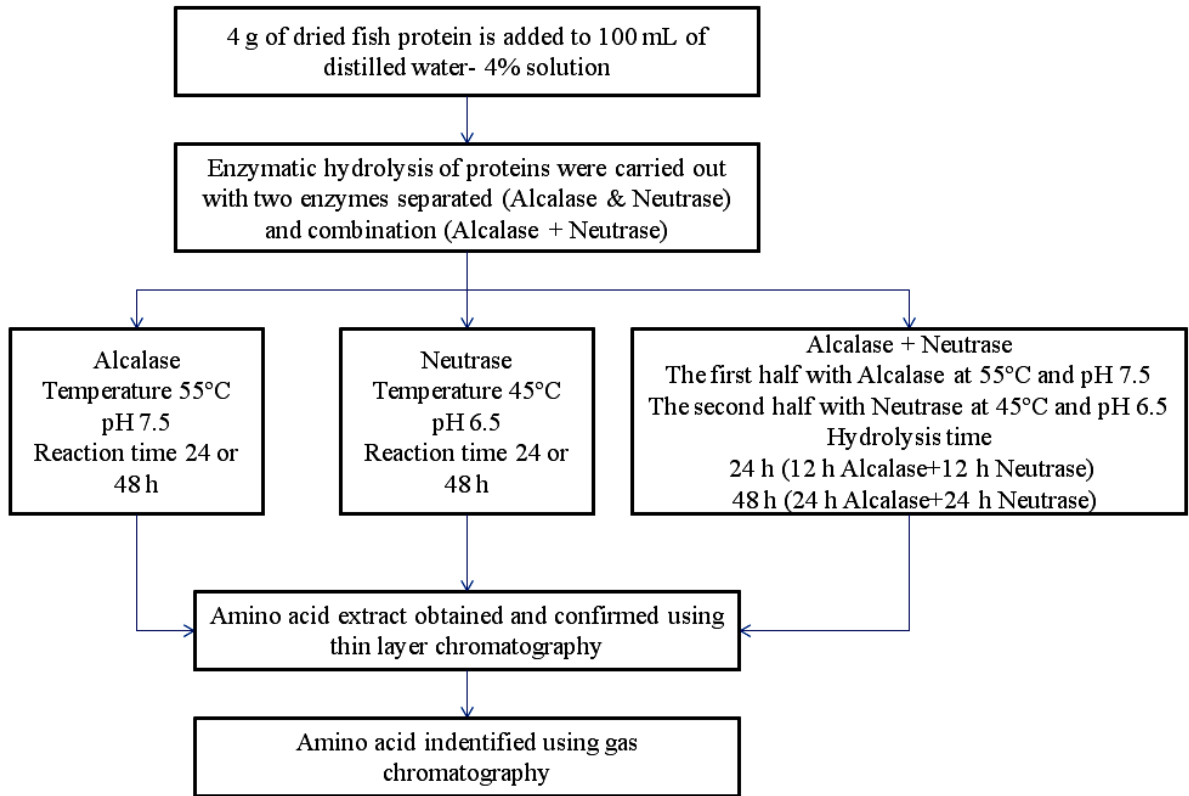 4 g of dried fish protein is added to 100 mL of
distilled water- 4% solution
Enzymatic hydrolysis of proteins were carried out
with two enzymes separated (Alcalase & Neutrase)
and combination (Alcalase + Neutrase)
Alcalase
Temperature 55°C
pH 7.5
Reaction time 24 or
48 h
Neutrase
Temperature 45°C
pH 6.5
Reaction time 24 or
48 h
Alcalase + Neutrase
The first half with Alcalase at 55°C and pH 7.5
The second half with Neutrase at 45°C and pH 6.5
Hydrolysis time
24 h (12 h Alcalase+12 h Neutrase)
48 h (24 h Alcalase+24 h Neutrase)
Amino acid extract obtained and confirmed using
thin layer chromatography
Amino acid indentified using gas
chromatography